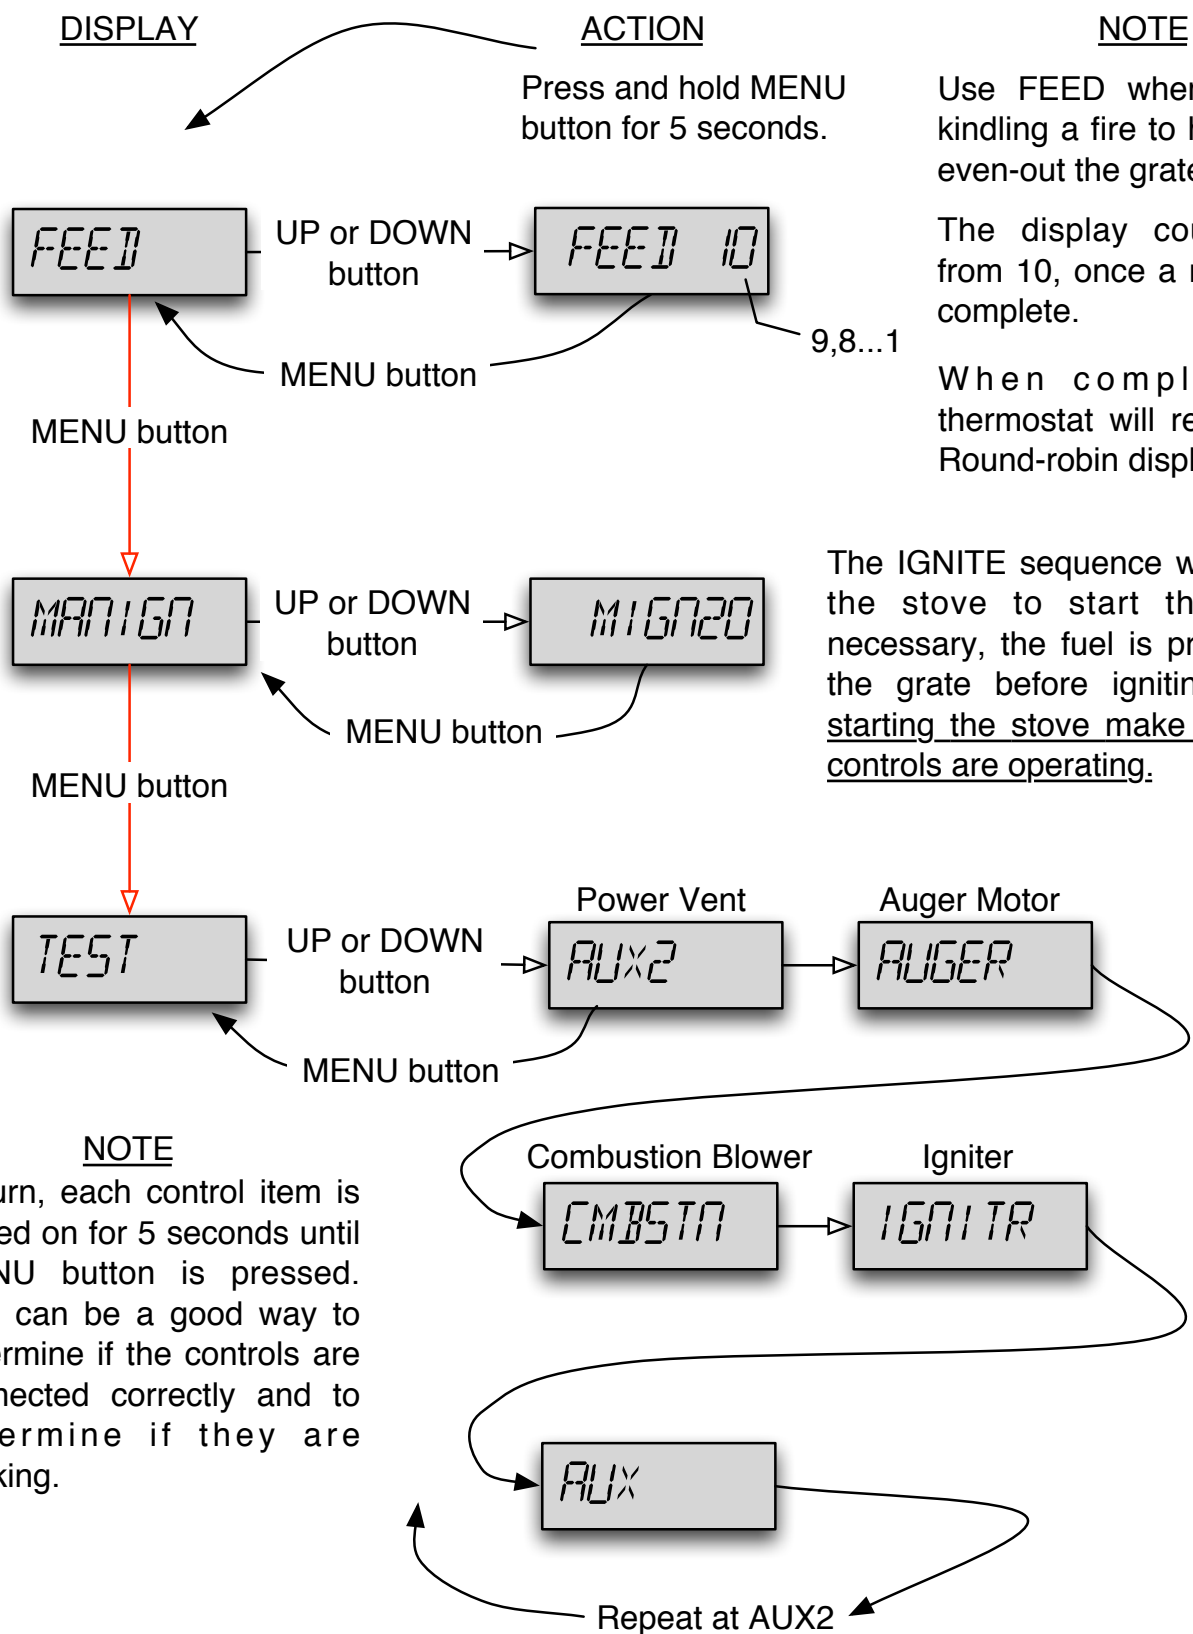 DISPLAY
ACTION
NOTE
Press and hold MENU
button for 5 seconds.
Use FEED
kindling a fire to
even-out the
The display
from 10, once a
complete.
When
thermostat will
Round-robin
FEED
UP or DOWN
button
FEED 10
9,8...1
MENU button
MENU button
MANIGN
UP or DOWN
button
MIGN20
MENU button
The IGNITE sequence
the stove to start
necessary, the fuel is
the grate before
starting the stove make
controls are operating.
MENU button
TEST
UP or DOWN
button
Power Vent
AUX2
Auger Motor
AUGER
MENU button
NOTE
each control item is
on for 5 seconds until
button is pressed.
can be a good way to
if the controls are
correctly and to
if they are
Combustion Blower
CMBSTN
Igniter
IGNITR
AUX
Repeat at AUX2